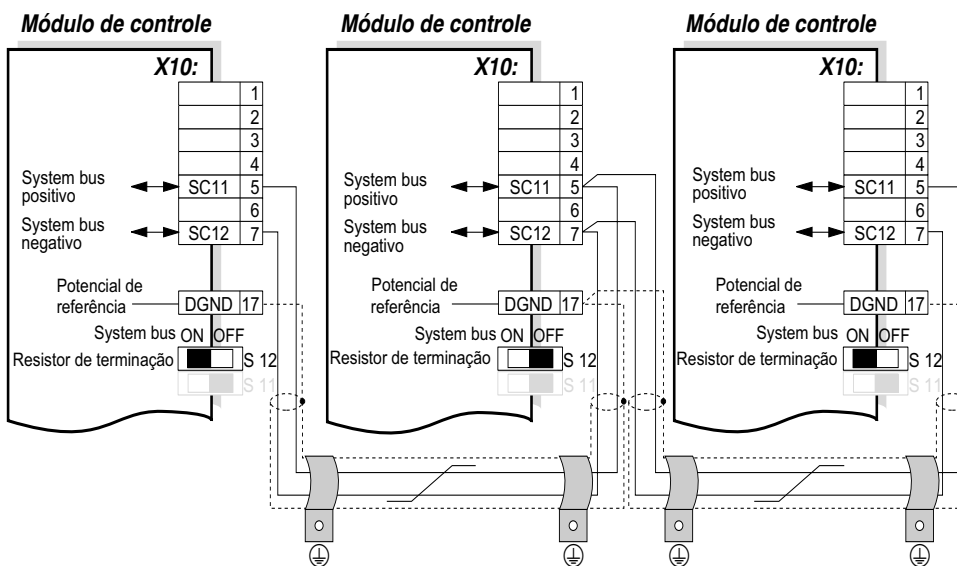 Módulo de controle
X10:
1
2
3
4
System bus
positivo
SC11 5
6
System bus
negativo
SC12 7
Potencial de
referência
DGND 17
System bus ON OFF
Resistor de terminação S 12
S 11
Módulo de controle
X10:
1
2
3
4
System bus
positivo
SC11 5
6
System bus
negativo
SC12 7
Potencial de
referência
DGND 17
System bus ON OFF
Resistor de terminação S 12
S 11
Módulo de controle
X10:
1
2
3
4
System bus
positivo
SC11 5
6
System bus
negativo
SC12 7
Potencial de
referência
DGND 17
System bus ON OFF
Resistor de terminação S 12
S 11